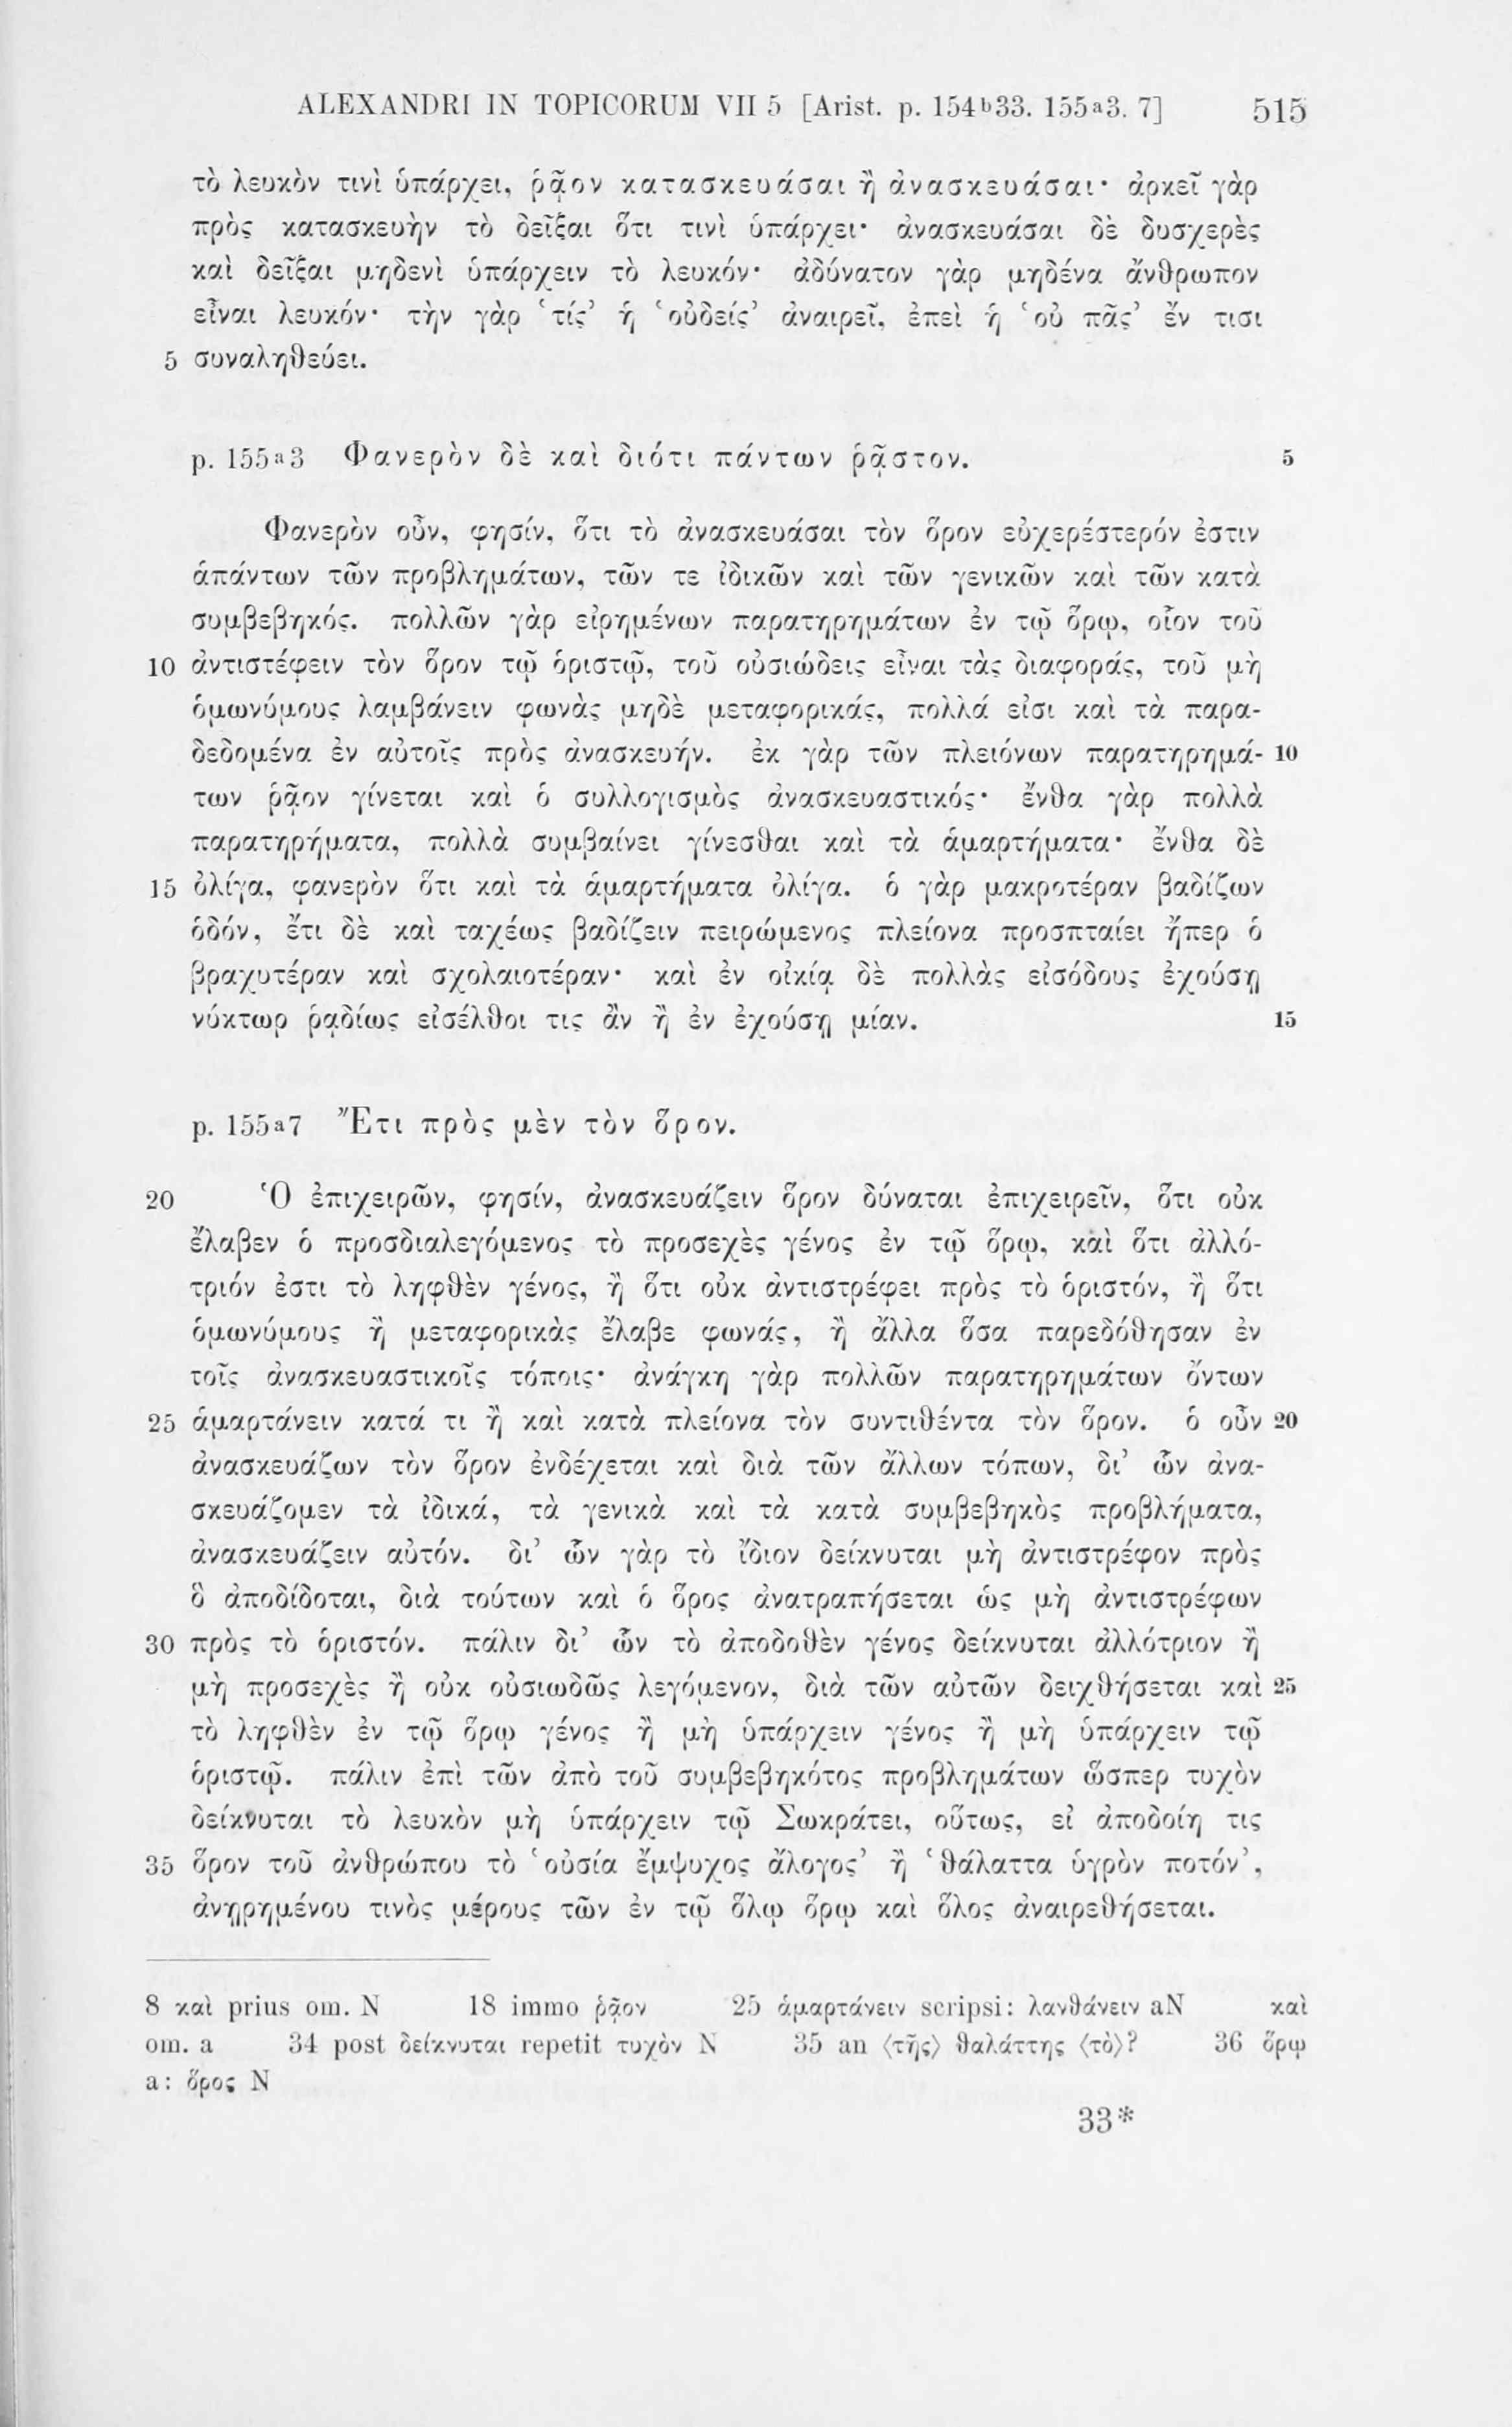 ALEXANDRI IN TOPICORUM VII 5 [Arist. p. 154ᵇ33. 155ᵃ3. 7] 515
τὸ λευκὸν τινὶ ὑπάρχει, ῥᾷον κατασκευάσαι ἢ ἀνασκευάσαι· ἀρκεῖ γὰρ
πρὸς κατασκευὴν τὸ δεῖξαι ὅτι τινὶ ὑπάρχει· ἀνασκευάσαι δὲ δυσχερὲς
καὶ δεῖξαι μηδενὶ ὑπάρχειν τὸ λευκόν· ἀδύνατον γὰρ μηδένα ἄνθρωπον
εἶναι λευκόν· τὴν γὰρ ‘τίς’ ἡ ‘οὐδείς’ ἀναιρεῖ, ἐπεὶ ἡ ‘οὐ πᾶς’ ἔν τισι
5 συναληθεύει.
p. 155ᵃ3 Φανερὸν δὲ καὶ διότι πάντων ῥᾷστον. 5
Φανερὸν οὖν, φησίν, ὅτι τὸ ἀνασκευάσαι τὸν ὅρον εὐχερέστερόν ἐστιν
ἁπάντων τῶν προβλημάτων, τῶν τε ἰδικῶν καὶ τῶν γενικῶν καὶ τῶν κατὰ
συμβεβηκός. πολλῶν γὰρ εἰρημένων παρατηρημάτων ἐν τῷ ὅρῳ, οἷον τοῦ
10 ἀντιστέφειν τὸν ὅρον τῷ ὁριστῷ, τοῦ οὐσιώδεις εἶναι τὰς διαφοράς, τοῦ μὴ
ὁμωνύμους λαμβάνειν φωνὰς μηδὲ μεταφορικάς, πολλά εἰσι καὶ τὰ παρα-
δεδομένα ἐν αὐτοῖς πρὸς ἀνασκευήν. ἐκ γὰρ τῶν πλειόνων παρατηρημά- 10
των ῥᾷον γίνεται καὶ ὁ συλλογισμὸς ἀνασκευαστικός· ἔνθα γὰρ πολλὰ
παρατηρήματα, πολλὰ συμβαίνει γίνεσθαι καὶ τὰ ἁμαρτήματα· ἔνθα δὲ
15 ὀλίγα, φανερὸν ὅτι καὶ τὰ ἁμαρτήματα ὀλίγα. ὁ γὰρ μακροτέραν βαδίζων
ὁδόν, ἔτι δὲ καὶ ταχέως βαδίζειν πειρώμενος πλείονα προσπταίει ἤπερ ὁ
βραχυτέραν καὶ σχολαιοτέραν· καὶ ἐν οἰκίᾳ δὲ πολλὰς εἰσόδους ἐχούσῃ
νύκτωρ ῥᾳδίως εἰσέλθοι τις ἂν ἢ ἐν ἐχούσῃ μίαν. 15
p. 155ᵃ7 Ἔτι πρὸς μὲν τὸν ὅρον.
20 Ὁ ἐπιχειρῶν, φησίν, ἀνασκευάζειν ὅρον δύναται ἐπιχειρεῖν, ὅτι οὐκ
ἔλαβεν ὁ προσδιαλεγόμενος τὸ προσεχὲς γένος ἐν τῷ ὅρῳ, καὶ ὅτι ἀλλό-
τριόν ἐστι τὸ ληφθὲν γένος, ἢ ὅτι οὐκ ἀντιστρέφει πρὸς τὸ ὁριστόν, ἢ ὅτι
ὁμωνύμους ἢ μεταφορικὰς ἔλαβε φωνάς, ἢ ἄλλα ὅσα παρεδόθησαν ἐν
τοῖς ἀνασκευαστικοῖς τόποις· ἀνάγκη γὰρ πολλῶν παρατηρημάτων ὄντων
25 ἁμαρτάνειν κατά τι ἢ καὶ κατὰ πλείονα τὸν συντιθέντα τὸν ὅρον. ὁ οὖν 20
ἀνασκευάζων τὸν ὅρον ἐνδέχεται καὶ διὰ τῶν ἄλλων τόπων, δι’ ὧν ἀνα-
σκευάζομεν τὰ ἰδικά, τὰ γενικὰ καὶ τὰ κατὰ συμβεβηκὸς προβλήματα,
ἀνασκευάζειν αὐτόν. δι’ ὧν γὰρ τὸ ἴδιον δείκνυται μὴ ἀντιστρέφον πρὸς
ὃ ἀποδίδοται, διὰ τούτων καὶ ὁ ὅρος ἀνατραπήσεται ὡς μὴ ἀντιστρέφων
30 πρὸς τὸ ὁριστόν. πάλιν δι’ ὧν τὸ ἀποδοθὲν γένος δείκνυται ἀλλότριον ἢ
μὴ προσεχὲς ἢ οὐκ οὐσιωδῶς λεγόμενον, διὰ τῶν αὐτῶν δειχθήσεται καὶ 25
τὸ ληφθὲν ἐν τῷ ὅρῳ γένος ἢ μὴ ὑπάρχειν γένος ἢ μὴ ὑπάρχειν τῷ
ὁριστῷ. πάλιν ἐπὶ τῶν ἀπὸ τοῦ συμβεβηκότος προβλημάτων ὥσπερ τυχὸν
δείκνυται τὸ λευκὸν μὴ ὑπάρχειν τῷ Σωκράτει, οὕτως, εἰ ἀποδοίη τις
35 ὅρον τοῦ ἀνθρώπου τὸ ‘οὐσία ἔμψυχος ἄλογος’ ἢ ‘θάλαττα ὑγρὸν ποτόν’,
ἀνῃρημένου τινὸς μέρους τῶν ἐν τῷ ὅλῳ ὅρῳ καὶ ὅλος ἀναιρεθήσεται.
8 καὶ prius om. N 18 immo ῥᾷον 25 ἁμαρτάνειν scripsi: λανθάνειν aN καὶ
om. a 34 post δείκνυται repetit τυχὸν N 35 an ⟨τῆς⟩ θαλάττης ⟨τὸ⟩? 36 ὅρῳ
a: ὅρος N
33*